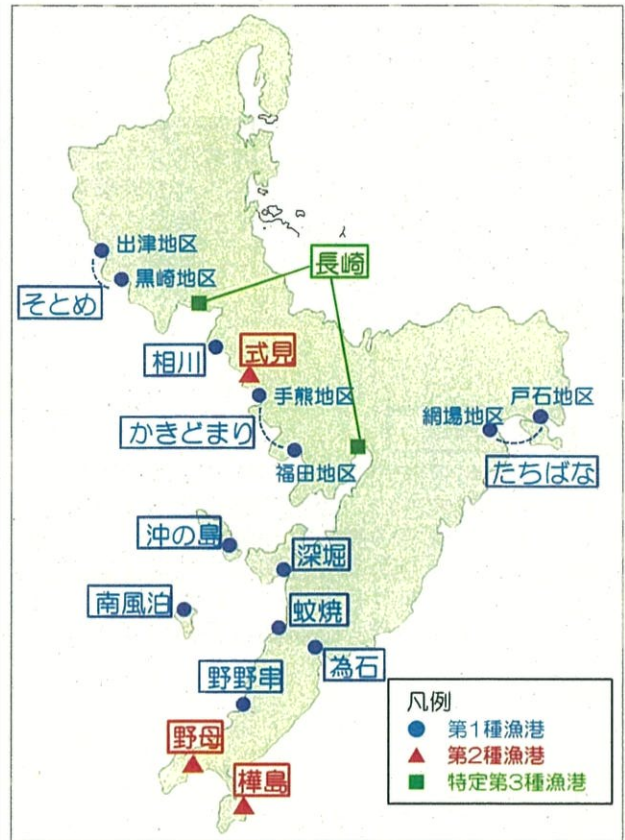 出津地区
黒崎地区
長崎
そとめ
相川
式見
手熊地区
戸石地区
網場地区
かきどまり
福田地区
たちばな
沖の島
深堀
南風泊
蚊焼
為石
野野串
野母
樺島
凡例
第1種漁港
第2種漁港
特定第3種漁港